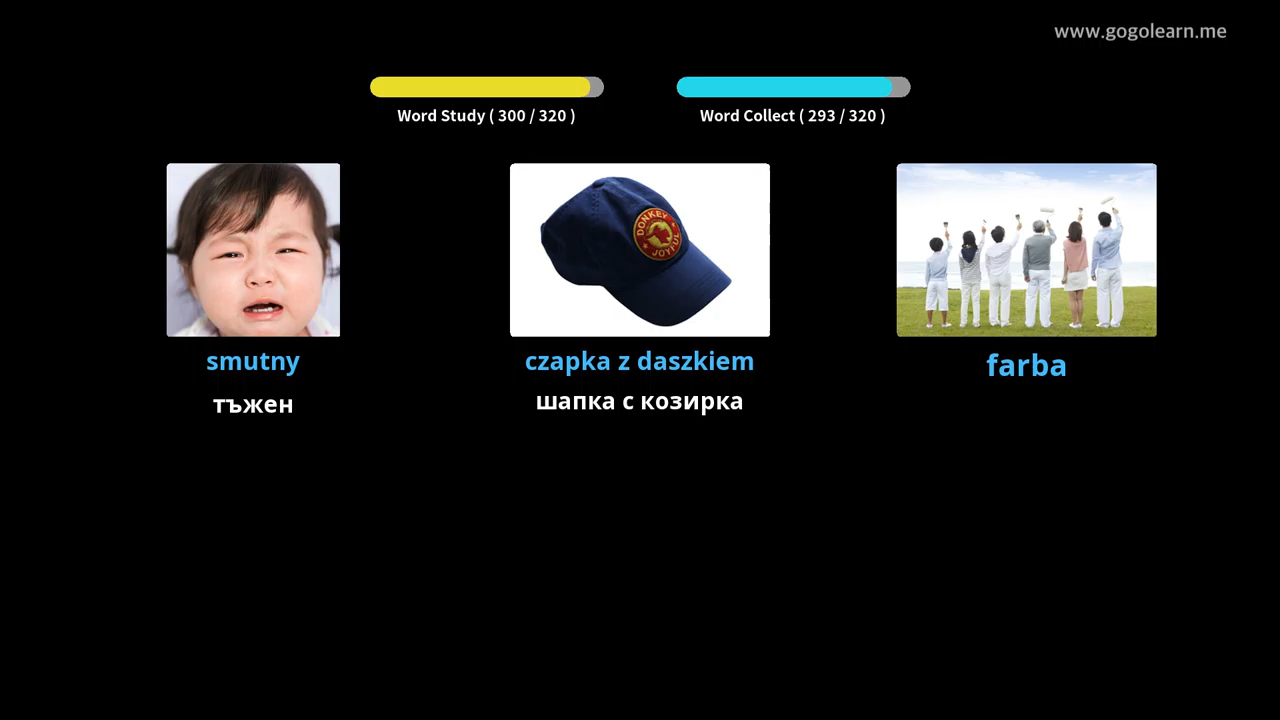 www.gogolearn.me
Word Study ( 300 / 320 )
Word Collect ( 293 / 320 )
DONKEY
JOYFUL
smutny
czapka z daszkiem
farba
тъжен
шапка с козирка